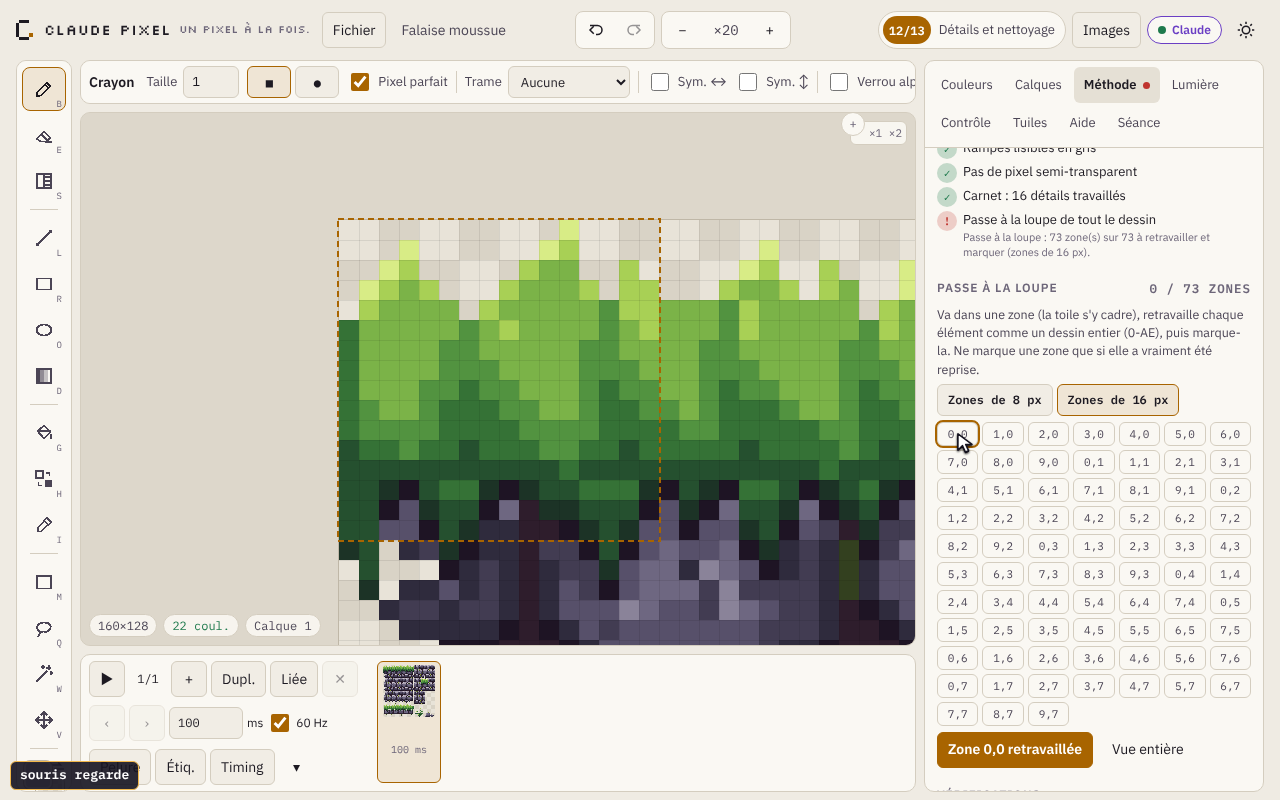 CLAUDE PIXEL UN PIXEL À LA FOIS. Fichier Falaise moussue − ×20 + 12/13 Détails et nettoyage Images Claude
Crayon Taille 1 Pixel parfait Trame Aucune Sym. ↔ Sym. ↕ Verrou alp
B
E
S
L
R
O
D
G
H
I
M
Q
W
V
+ ×1 ×2
160×128 22 coul. Calque 1
1/1 + Dupl. Liée ✕
‹ › 100 ms 60 Hz
Étiq. Timing ▼
100 ms
souris regarde
Couleurs Calques Méthode Lumière
Contrôle Tuiles Aide Séance
Rampes lisibles en gris
✓ Pas de pixel semi-transparent
✓ Carnet : 16 détails travaillés
! Passe à la loupe de tout le dessin
Passe à la loupe : 73 zone(s) sur 73 à retravailler et
marquer (zones de 16 px).
PASSE À LA LOUPE 0 / 73 ZONES
Va dans une zone (la toile s'y cadre), retravaille chaque
élément comme un dessin entier (0-AE), puis marque-
la. Ne marque une zone que si elle a vraiment été
reprise.
Zones de 8 px Zones de 16 px
0,0 1,0 2,0 3,0 4,0 5,0 6,0
7,0 8,0 9,0 0,1 1,1 2,1 3,1
4,1 5,1 6,1 7,1 8,1 9,1 0,2
1,2 2,2 3,2 4,2 5,2 6,2 7,2
8,2 9,2 0,3 1,3 2,3 3,3 4,3
5,3 6,3 7,3 8,3 9,3 0,4 1,4
2,4 3,4 4,4 5,4 6,4 7,4 0,5
1,5 2,5 3,5 4,5 5,5 6,5 7,5
0,6 1,6 2,6 3,6 4,6 5,6 7,6
0,7 1,7 2,7 3,7 4,7 5,7 6,7
7,7 8,7 9,7
Zone 0,0 retravaillée Vue entière